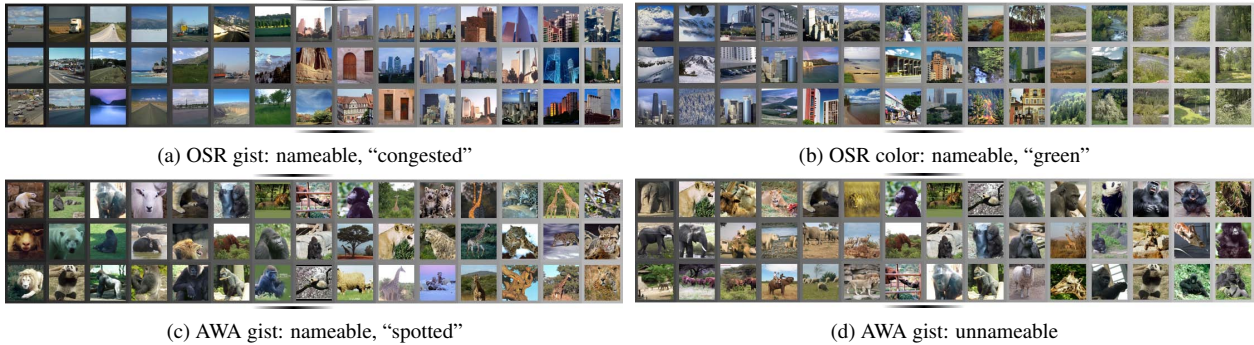 (a) OSR gist: nameable, “congested”
(b) OSR color: nameable, “green”
(c) AWA gist: nameable, “spotted”
(d) AWA gist: unnameable